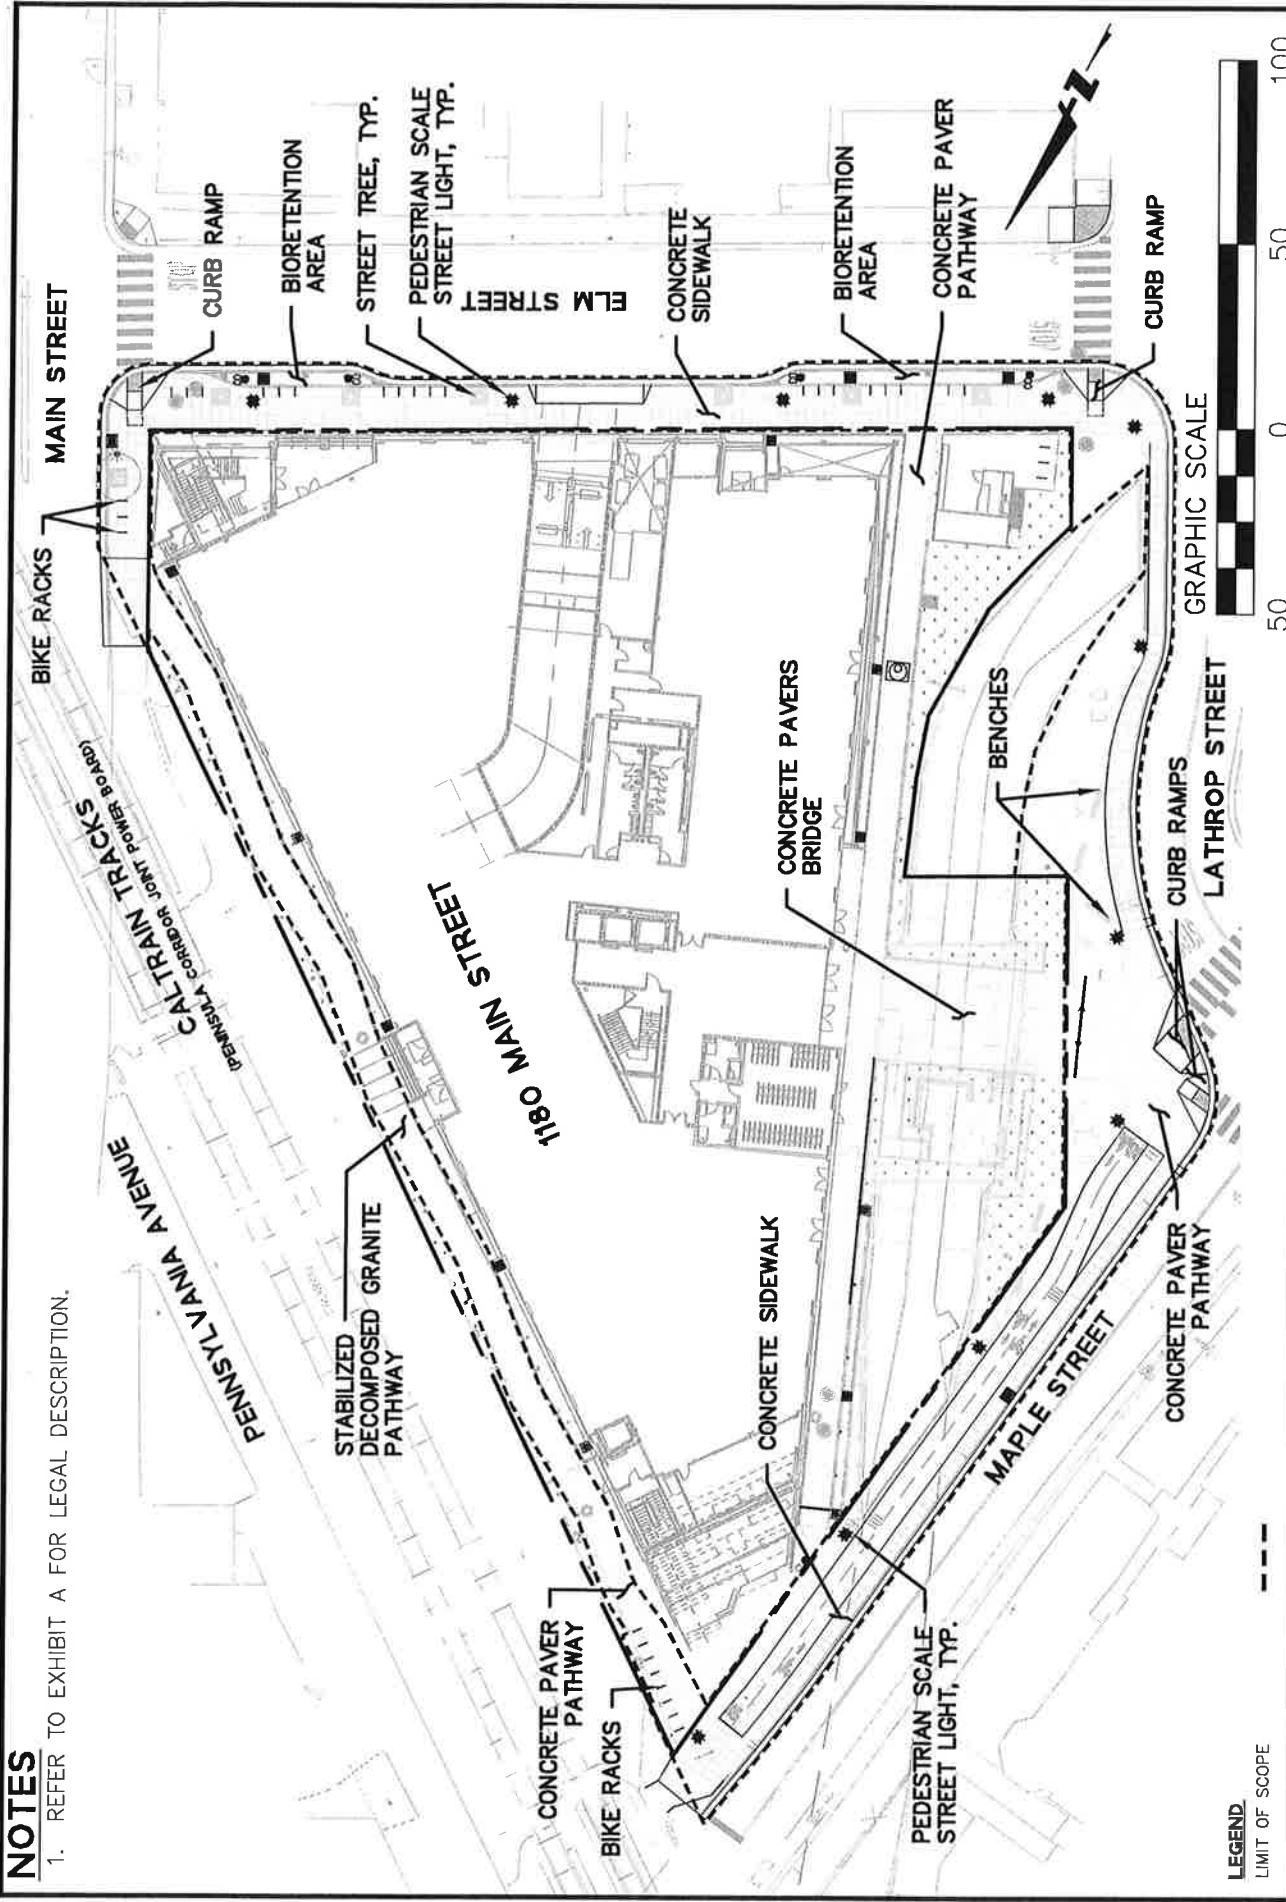 NOTES
1. REFER TO EXHIBIT A FOR LEGAL DESCRIPTION.
PENNSYLVANIA AVENUE
CALTRAIN TRACKS
(PENINSULA CORRIDOR JOINT POWER BOARD)
BIKE RACKS
MAIN STREET
STOP
CURB RAMP
BIORETENTION
AREA
STREET TREE, TYP.
PEDESTRIAN SCALE
STREET LIGHT, TYP.
ELM STREET
CONCRETE
SIDEWALK
BIORETENTION
AREA
CONCRETE PAVER
PATHWAY
STOP
CURB RAMP
N
STABILIZED
DECOMPOSED GRANITE
PATHWAY
1180 MAIN STREET
CONCRETE PAVERS
BRIDGE
BENCHES
CONCRETE PAVER
PATHWAY
BIKE RACKS
CONCRETE SIDEWALK
PEDESTRIAN SCALE
STREET LIGHT, TYP.
MAPLE STREET
CONCRETE PAVER
PATHWAY
CURB RAMPS
STOP
LATHROP STREET
GRAPHIC SCALE
50 0 50 100
LEGEND
LIMIT OF SCOPE